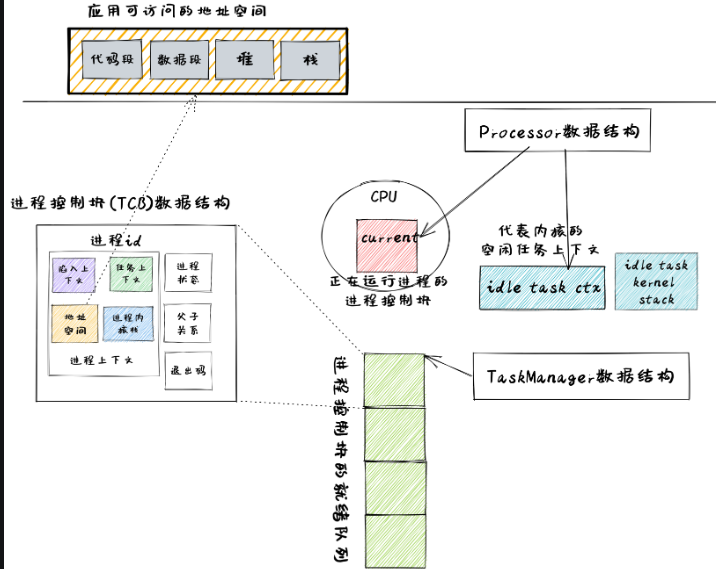 应用可访问的地址空间
代码段
数据段
堆
栈
Processor数据结构
进程控制块(TCB)数据结构
CPU
current
正在运行进程的
进程控制块
代表内核的
空闲任务上下文
idle task ctx
idle task
kernel
stack
进程id
陷入上
下文
任务上
下文
进程
状态
地址
空间
进程内
核栈
父子
关系
进程上下文
退出码
TaskManager数据结构
进程控制块的就绪队列